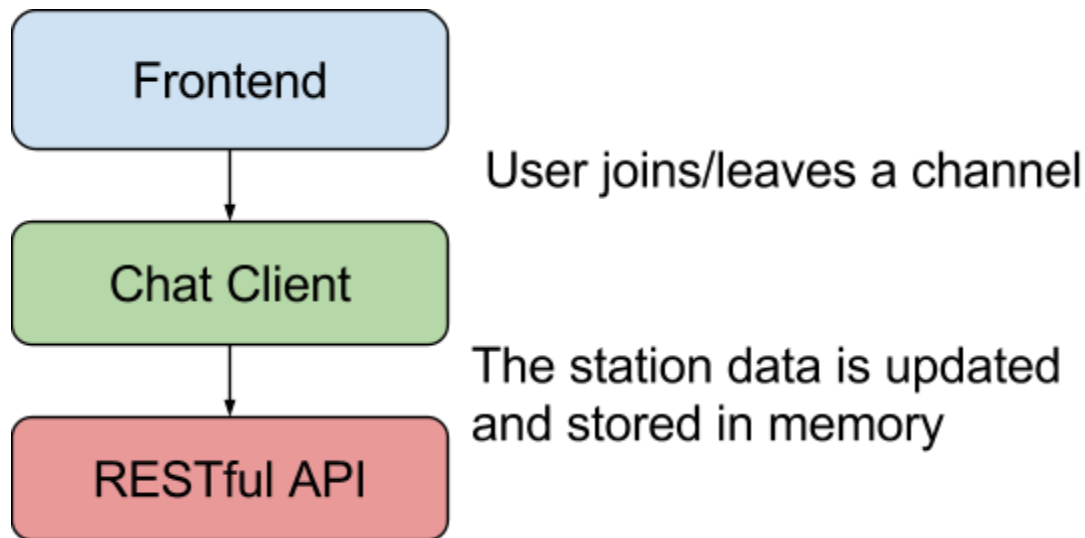 Frontend
User joins/leaves a channel
Chat Client
The station data is updated
and stored in memory
RESTful API